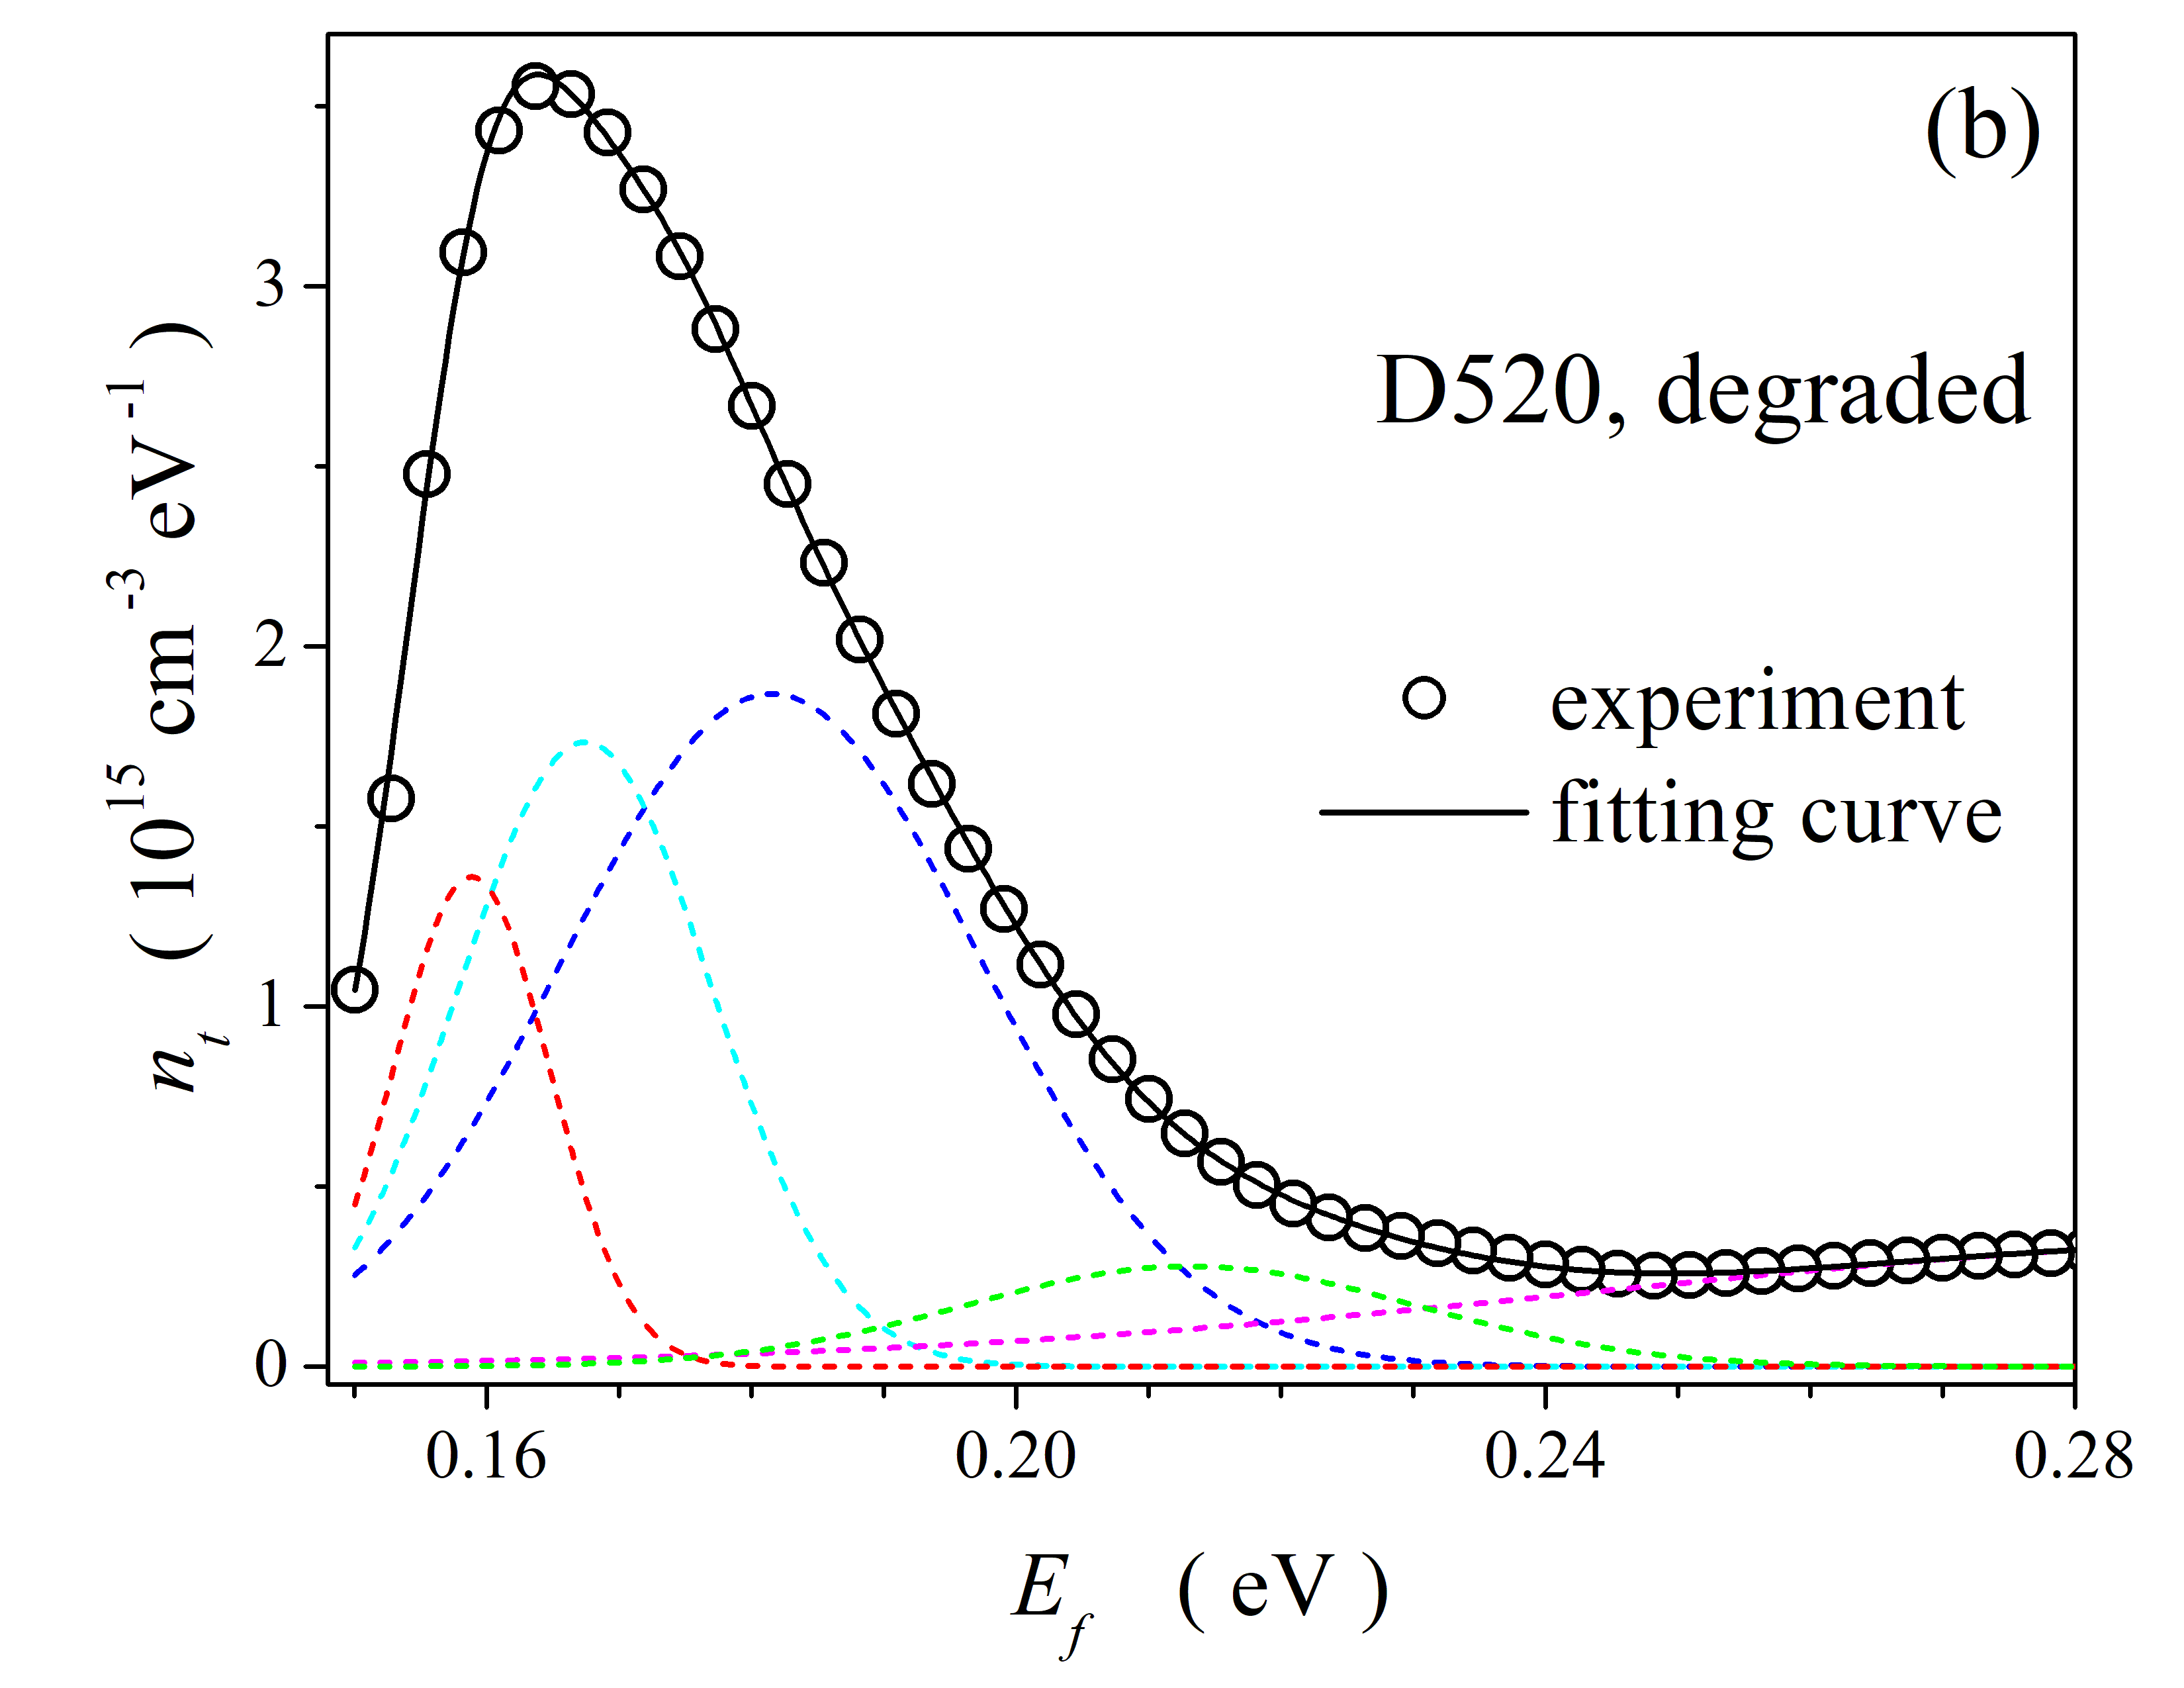 (b)
D520, degraded
experiment
fitting curve
n_t ( 10^15 cm^-3 eV^-1 )
3
2
1
0
0.16 0.20 0.24 0.28
E_f ( eV )